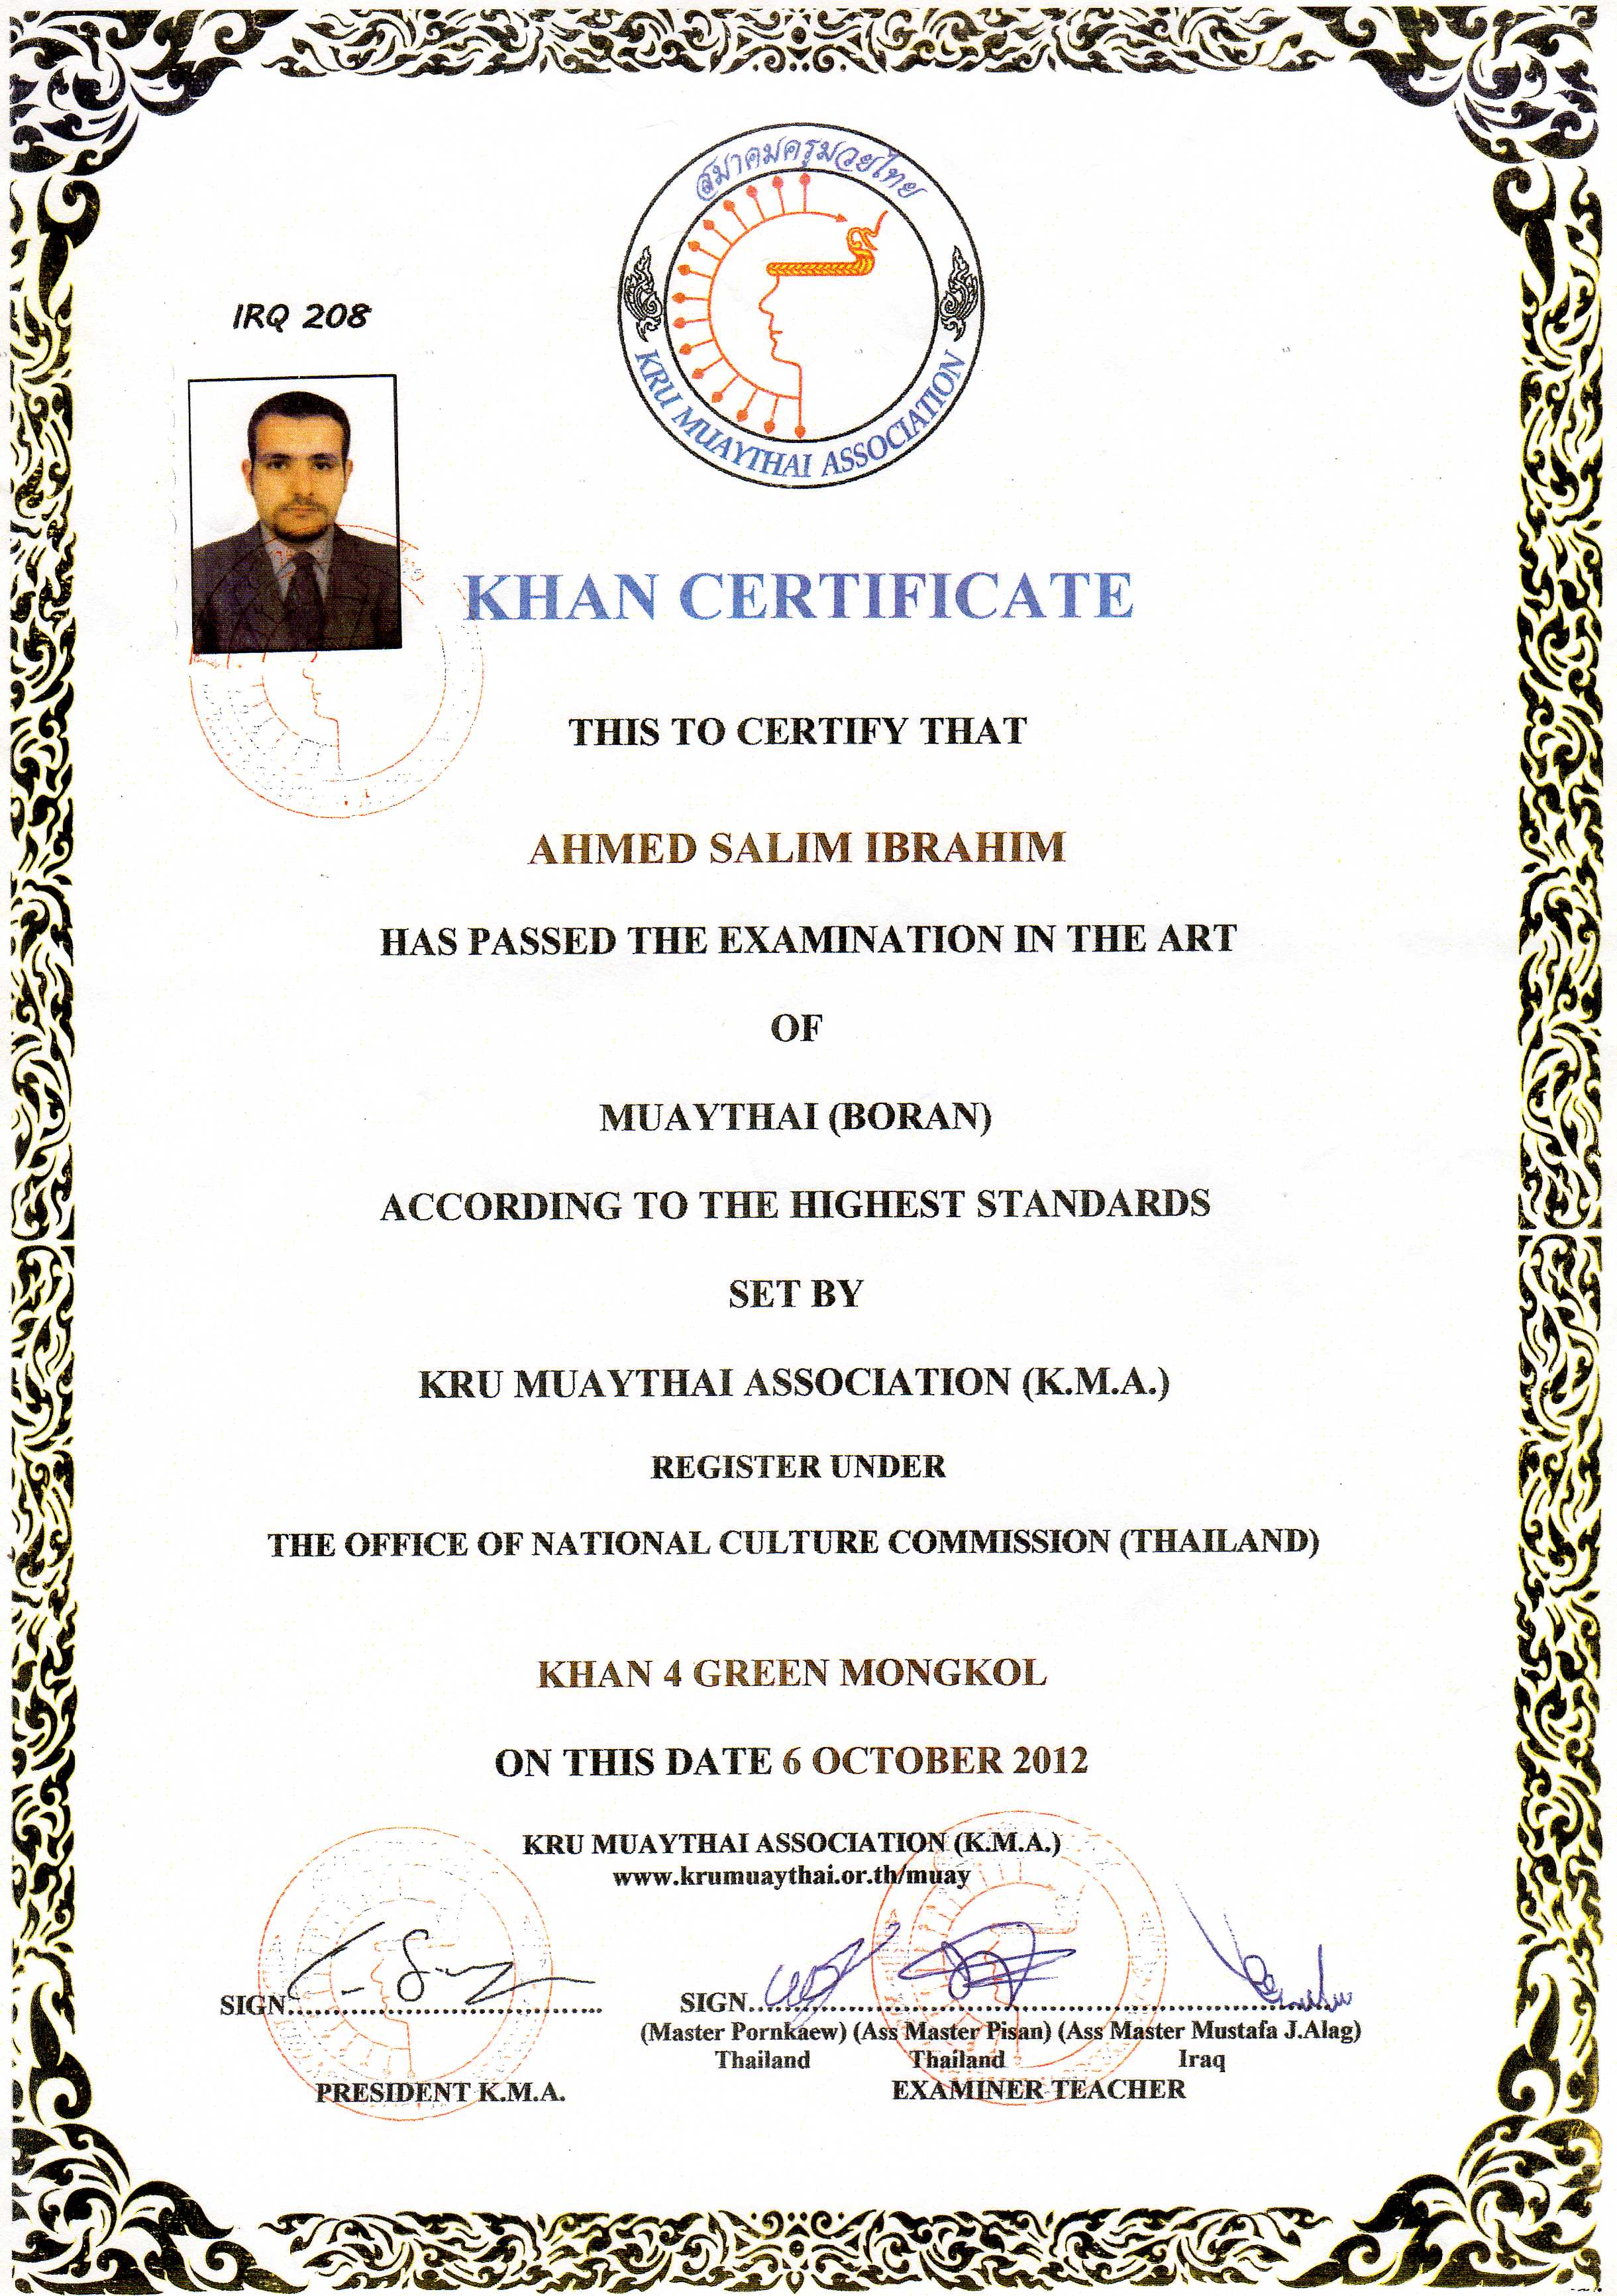 สมาคมครูมวยไทย
KRU MUAYTHAI ASSOCIATION
IRQ 208
KHAN CERTIFICATE
THIS TO CERTIFY THAT
AHMED SALIM IBRAHIM
HAS PASSED THE EXAMINATION IN THE ART
OF
MUAYTHAI (BORAN)
ACCORDING TO THE HIGHEST STANDARDS
SET BY
KRU MUAYTHAI ASSOCIATION (K.M.A.)
REGISTER UNDER
THE OFFICE OF NATIONAL CULTURE COMMISSION (THAILAND)
KHAN 4 GREEN MONGKOL
ON THIS DATE 6 OCTOBER 2012
KRU MUAYTHAI ASSOCIATION (K.M.A.)
www.krumuaythai.or.th/muay
SIGN
PRESIDENT K.M.A.
SIGN
(Master Pornkaew) (Ass Master Pisan) (Ass Master Mustafa J.Alag)
Thailand Thailand Iraq
EXAMINER TEACHER